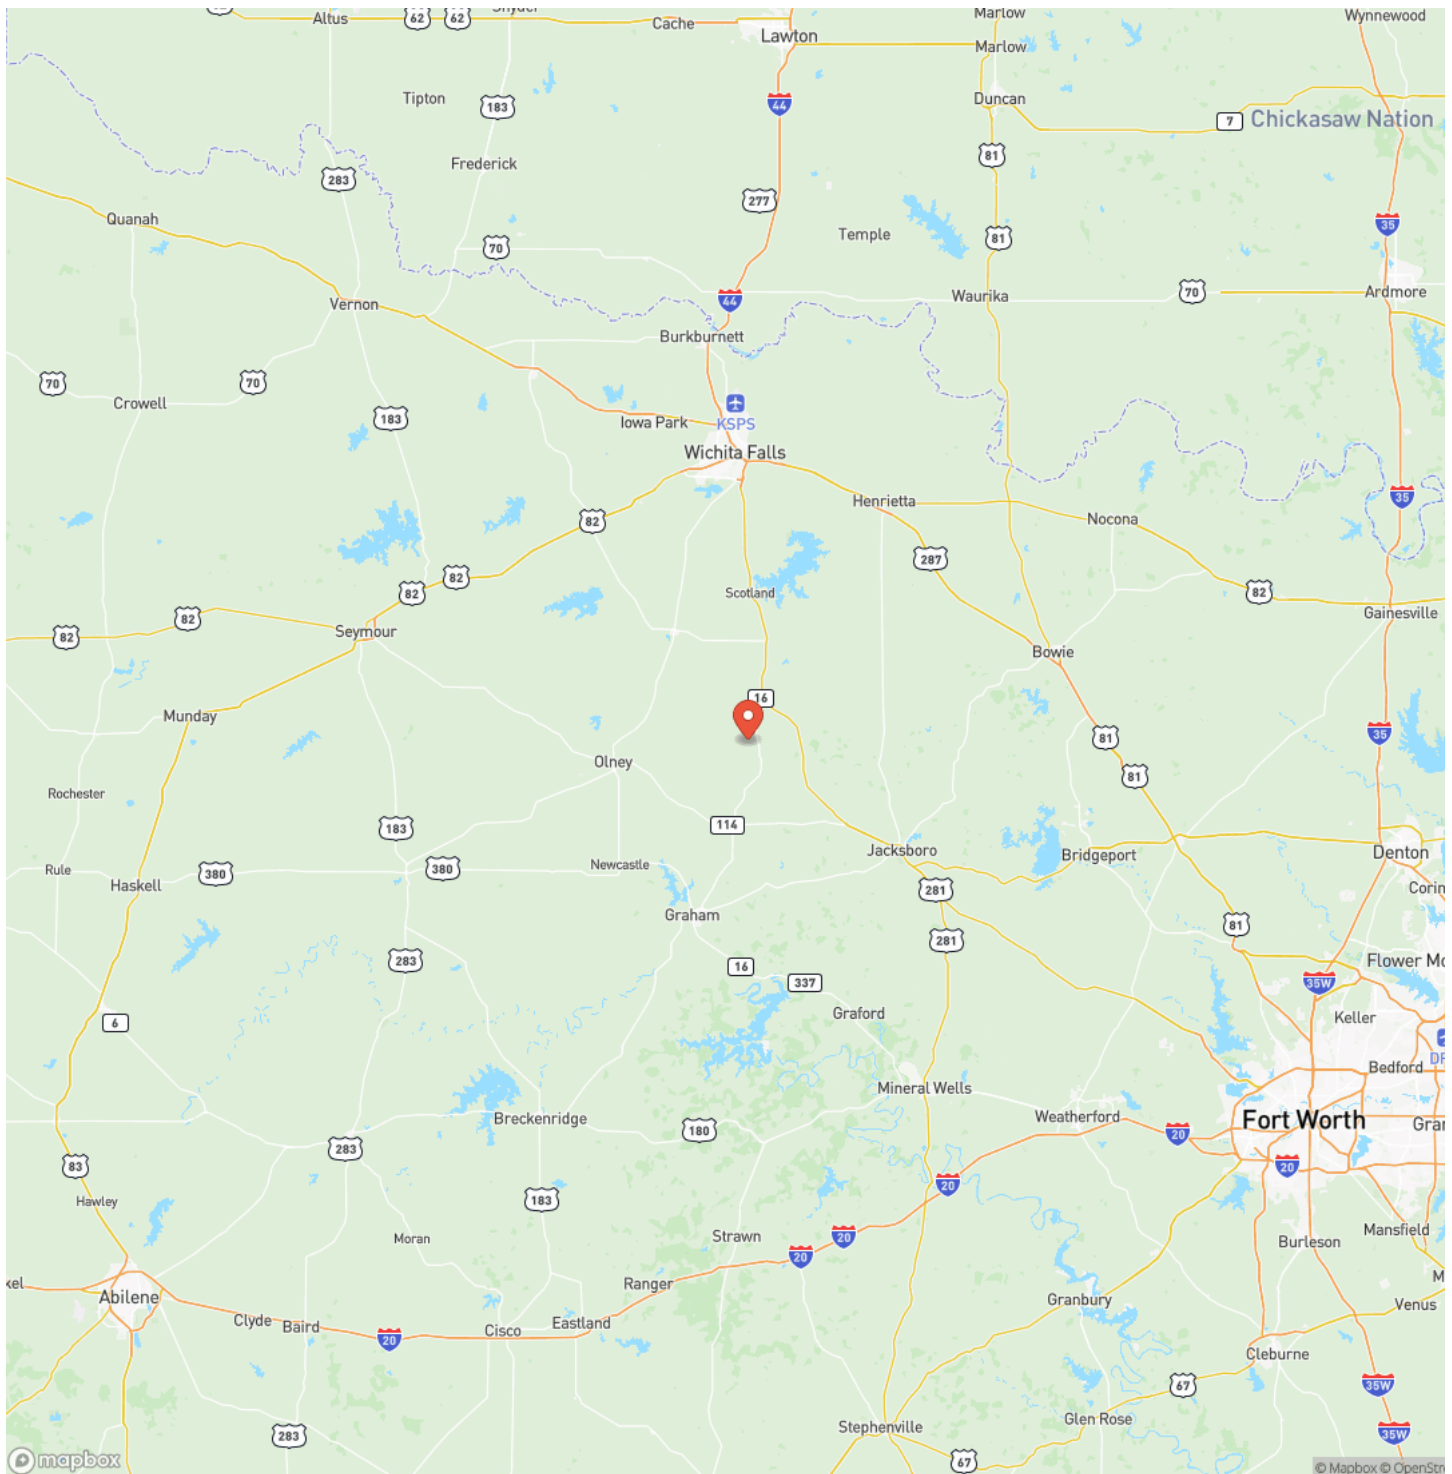 Altus
62
62
Cache
Lawton
Marlow
Marlow
Wynnewood
Tipton
183
44
Duncan
7
Chickasaw Nation
81
Frederick
283
277
Quanah
70
Temple
81
35
Vernon
44
Waurika
70
Ardmore
Burkburnett
70
70
Crowell
183
Iowa Park
KSPS
Wichita Falls
82
Henrietta
35
Nocona
287
82
82
Scotland
82
82
82
Seymour
Gainesville
Bowie
16
Munday
81
35
Olney
81
Rochester
183
114
Jacksboro
Bridgeport
Denton
Rule
380
380
Newcastle
Haskell
281
Corin
Graham
81
283
281
Flower Mo
16
337
35W
6
Graford
Keller
Mineral Wells
Bedford
Breckenridge
180
Weatherford
Fort Worth
Gran
20
283
83
20
183
20
Hawley
Moran
Strawn
20
20
Mansfield
Burleson
xel
Abilene
Ranger
Granbury
Venus
M
Clyde
Baird
20
Cisco
Eastland
Cleburne
67
35W
283
Stephenville
Glen Rose
35W
67
mapbox
© Mapbox © OpenStre